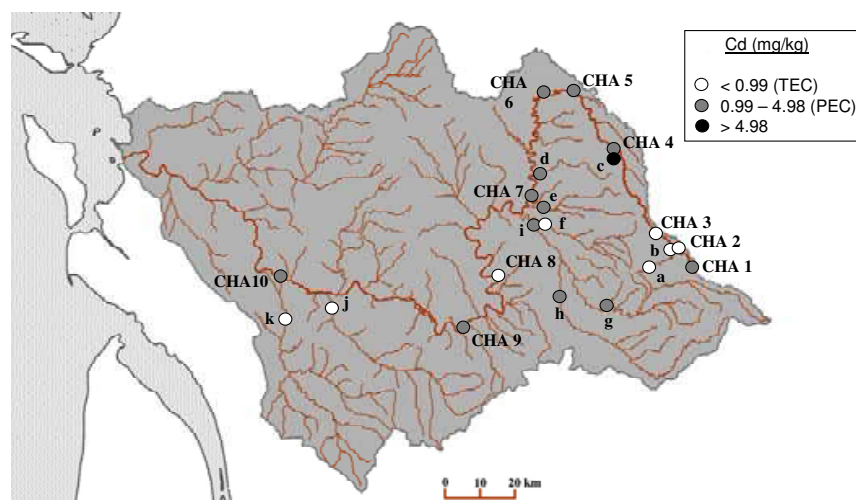 Cd (mg/kg)
< 0.99 (TEC)
0.99 – 4.98 (PEC)
> 4.98
CHA
6
CHA 5
CHA 4
c
d
CHA 7
e
f
i
CHA 3
b
CHA 2
a
CHA 1
CHA 8
CHA10
j
k
h
g
CHA 9
0 10 20 km